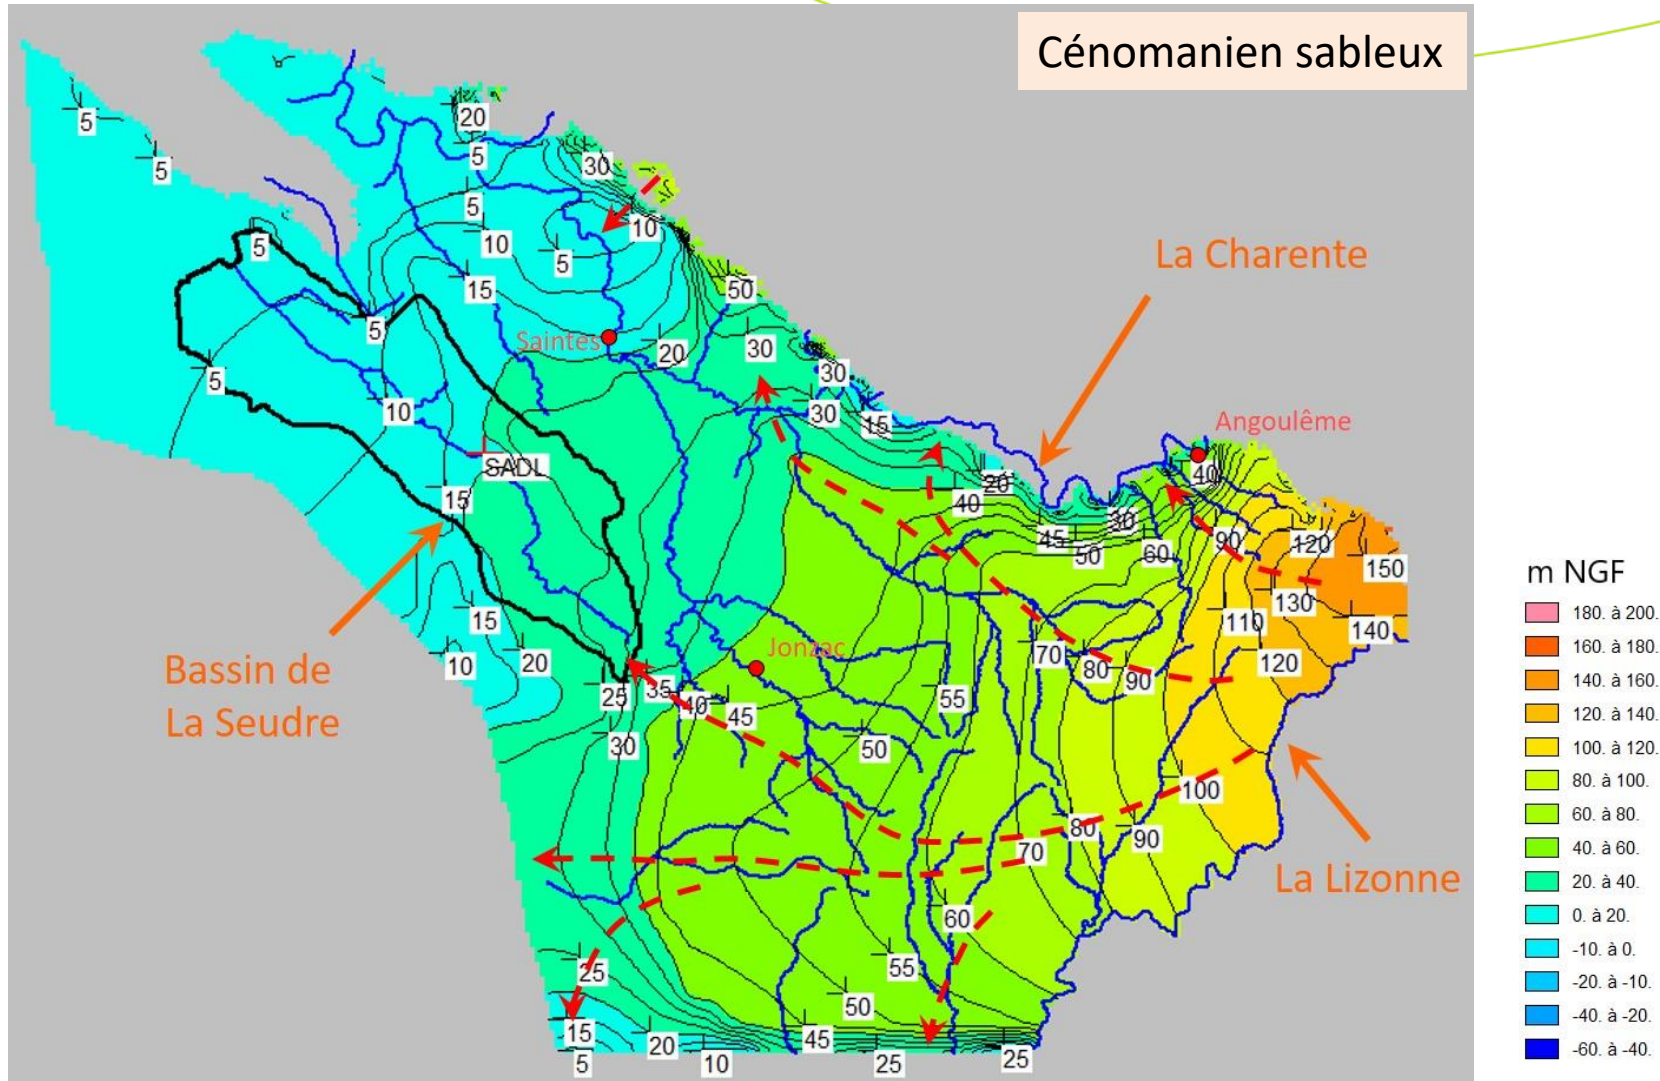 Cénomanien sableux
5
5
20
5
30
5
10
5
10
5
15
50
5
Saintes
20
30
5
30
10
30
15
SADL
15
La Charente
Angoulême
40
20
40
30
45
50
60
90
120
150
130
110
140
120
15
10
20
25
30
Jonzac
35
40
45
50
55
70
80
90
100
80
90
70
60
55
50
45
25
15
5
20
10
25
25
Bassin de
La Seudre
La Lizonne
m NGF
180. à 200.
160. à 180.
140. à 160.
120. à 140.
100. à 120.
80. à 100.
60. à 80.
40. à 60.
20. à 40.
0. à 20.
-10. à 0.
-20. à -10.
-40. à -20.
-60. à -40.